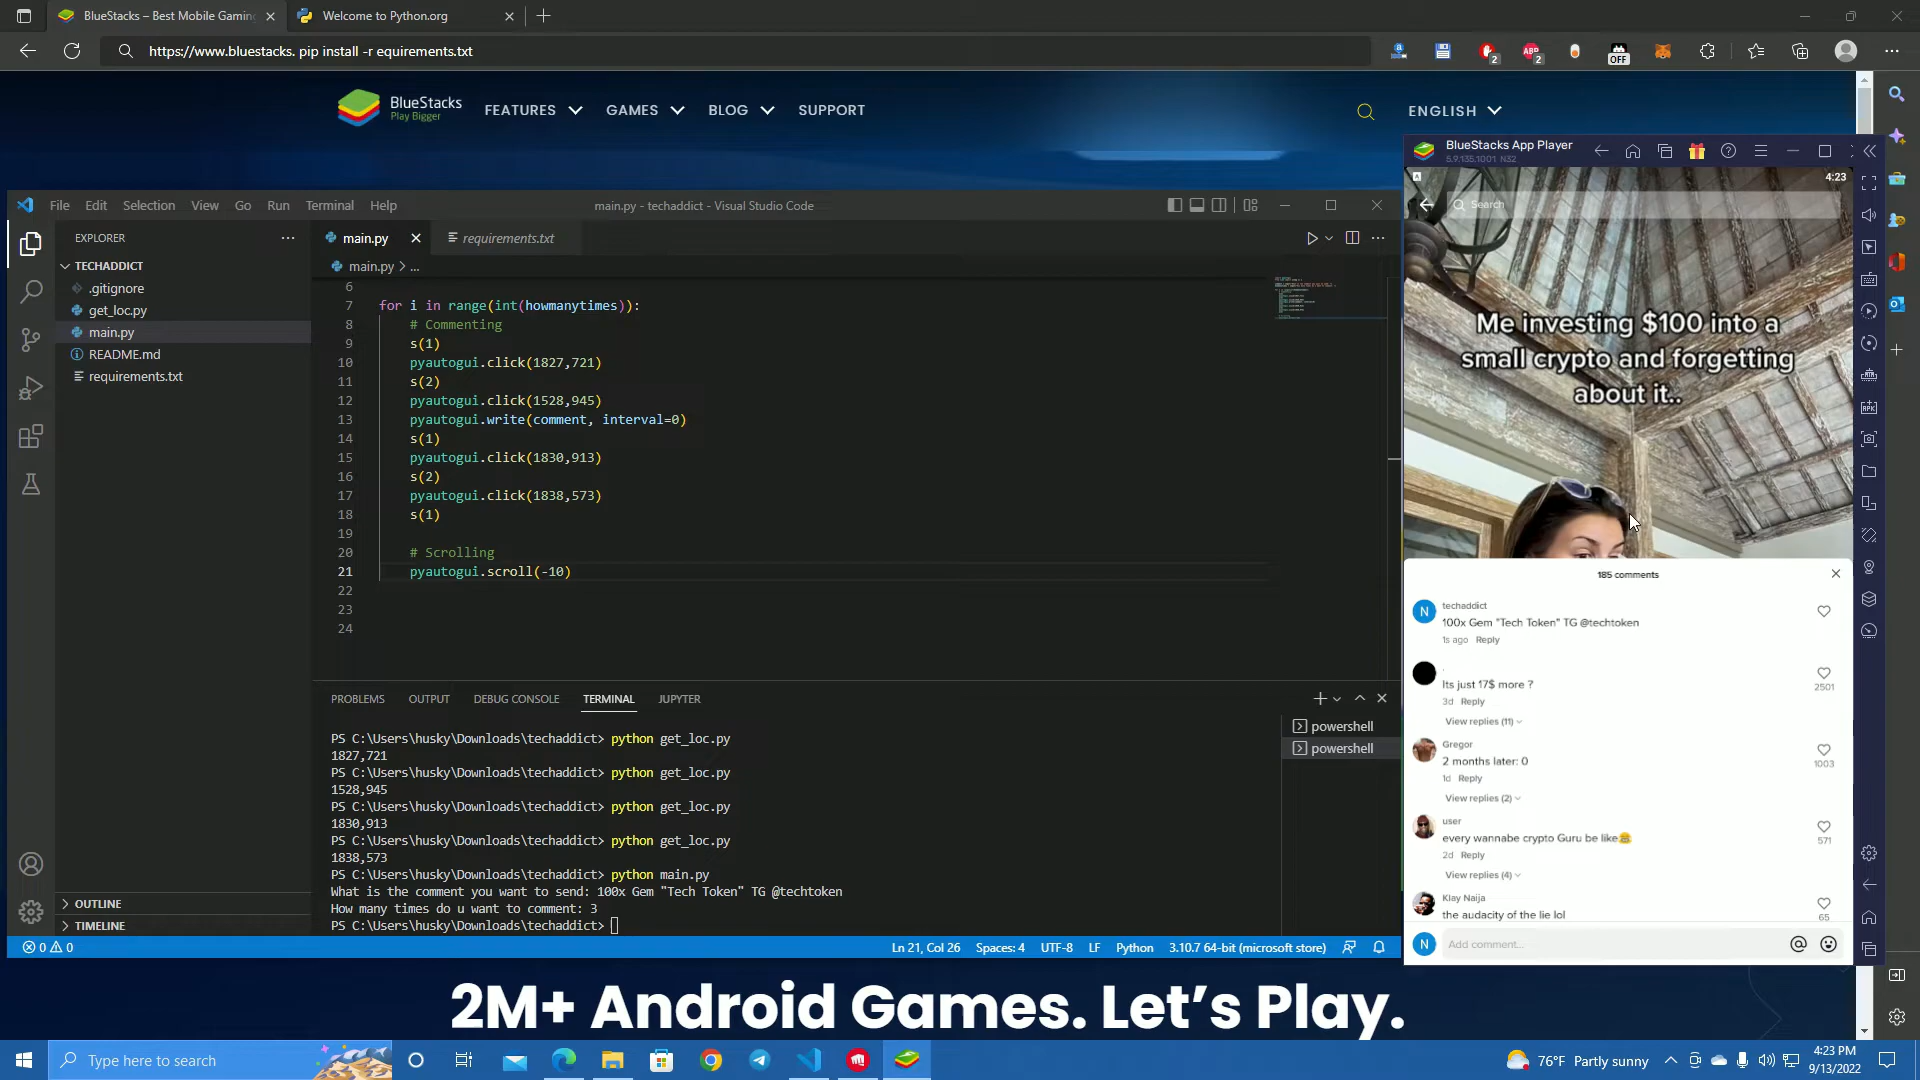 BlueStacks – Best Mobile Gaming
Welcome to Python.org
https://www.bluestacks. pip install -r equirements.txt
2
ABP
2
OFF
BlueStacks
Play Bigger
FEATURES
GAMES
BLOG
SUPPORT
ENGLISH
File Edit Selection View Go Run Terminal Help
main.py - techaddict - Visual Studio Code
EXPLORER
TECHADDICT
.gitignore
get_loc.py
main.py
README.md
requirements.txt
OUTLINE
TIMELINE
main.py
requirements.txt
main.py > ...
6
7 for i in range(int(howmanytimes)):
8 # Commenting
9 s(1)
10 pyautogui.click(1827,721)
11 s(2)
12 pyautogui.click(1528,945)
13 pyautogui.write(comment, interval=0)
14 s(1)
15 pyautogui.click(1830,913)
16 s(2)
17 pyautogui.click(1838,573)
18 s(1)
19
20 # Scrolling
21 pyautogui.scroll(-10)
22
23
24
PROBLEMS OUTPUT DEBUG CONSOLE TERMINAL JUPYTER
powershell
powershell
PS C:\Users\husky\Downloads\techaddict> python get_loc.py
1827,721
PS C:\Users\husky\Downloads\techaddict> python get_loc.py
1528,945
PS C:\Users\husky\Downloads\techaddict> python get_loc.py
1830,913
PS C:\Users\husky\Downloads\techaddict> python get_loc.py
1838,573
PS C:\Users\husky\Downloads\techaddict> python main.py
What is the comment you want to send: 100x Gem "Tech Token" TG @techtoken
How many times do u want to comment: 3
PS C:\Users\husky\Downloads\techaddict>
0 0
Ln 21, Col 26 Spaces: 4 UTF-8 LF Python 3.10.7 64-bit (microsoft store)
BlueStacks App Player
5.9.135.1001 N32
4:23
Search
Me investing $100 into a
small crypto and forgetting
about it..
185 comments
N
techaddict
100x Gem "Tech Token" TG @techtoken
1s ago Reply
.
Its just 17$ more ?
2501
3d Reply
View replies (11)
Gregor
2 months later: 0
1003
1d Reply
View replies (2)
user
every wannabe crypto Guru be like
571
2d Reply
View replies (4)
Klay Naija
the audacity of the lie lol
65
N
Add comment...
APK
2M+ Android Games. Let's Play.
Type here to search
76°F Partly sunny
4:23 PM
9/13/2022